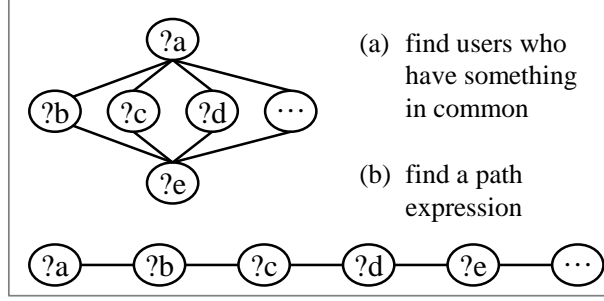 ?a
?b ?c ?d ⋯
?e
(a) find users who
have something
in common
(b) find a path
expression
?a ?b ?c ?d ?e ⋯